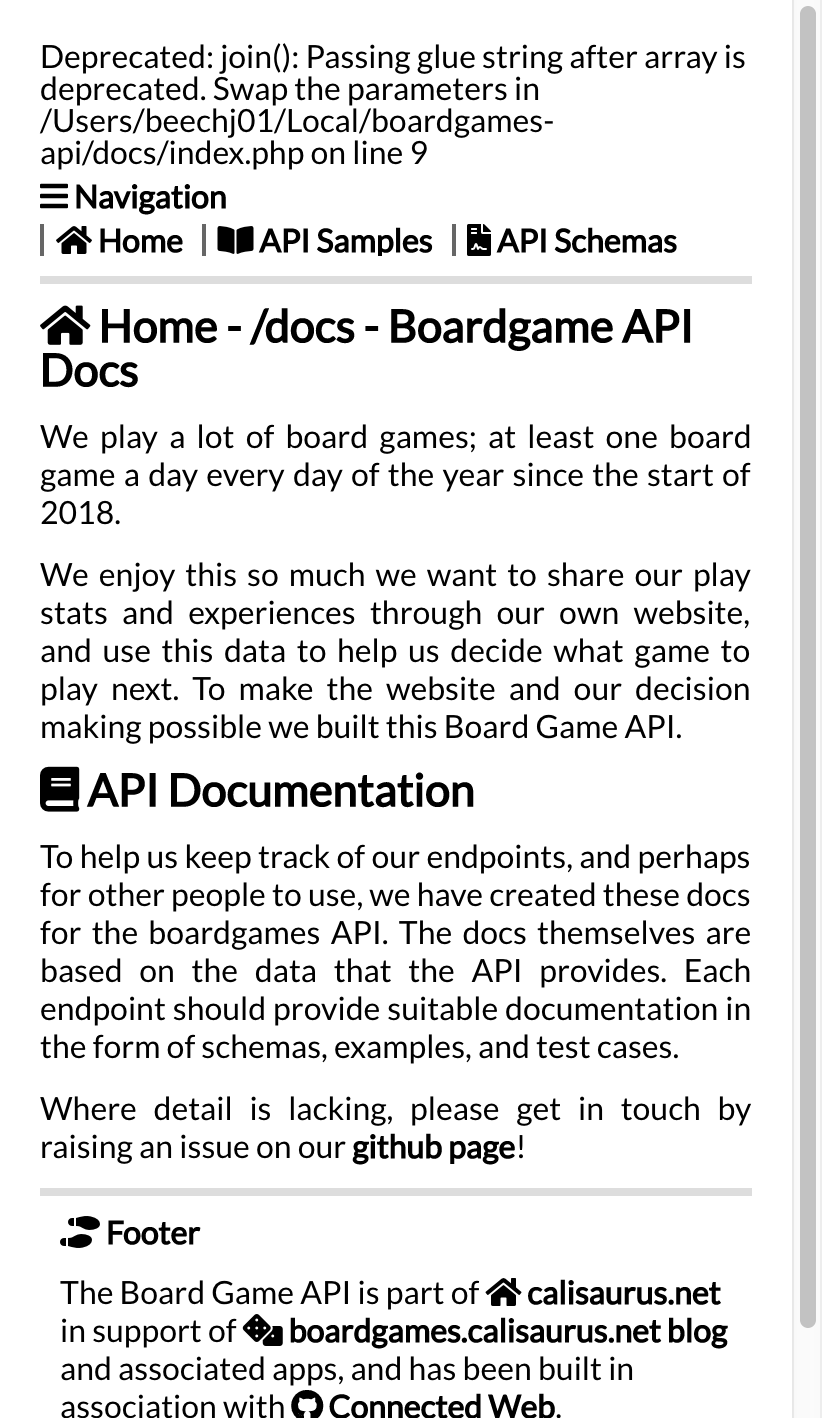 Deprecated: join(): Passing glue string after array is
deprecated. Swap the parameters in
/Users/beechj01/Local/boardgames-
api/docs/index.php on line 9
Navigation
Home API Samples API Schemas
Home - /docs - Boardgame API
Docs
We play a lot of board games; at least one board
game a day every day of the year since the start of
2018.
We enjoy this so much we want to share our play
stats and experiences through our own website,
and use this data to help us decide what game to
play next. To make the website and our decision
making possible we built this Board Game API.
API Documentation
To help us keep track of our endpoints, and perhaps
for other people to use, we have created these docs
for the boardgames API. The docs themselves are
based on the data that the API provides. Each
endpoint should provide suitable documentation in
the form of schemas, examples, and test cases.
Where detail is lacking, please get in touch by
raising an issue on our github page!
Footer
The Board Game API is part of calisaurus.net
in support of boardgames.calisaurus.net blog
and associated apps, and has been built in
association with Connected Web.